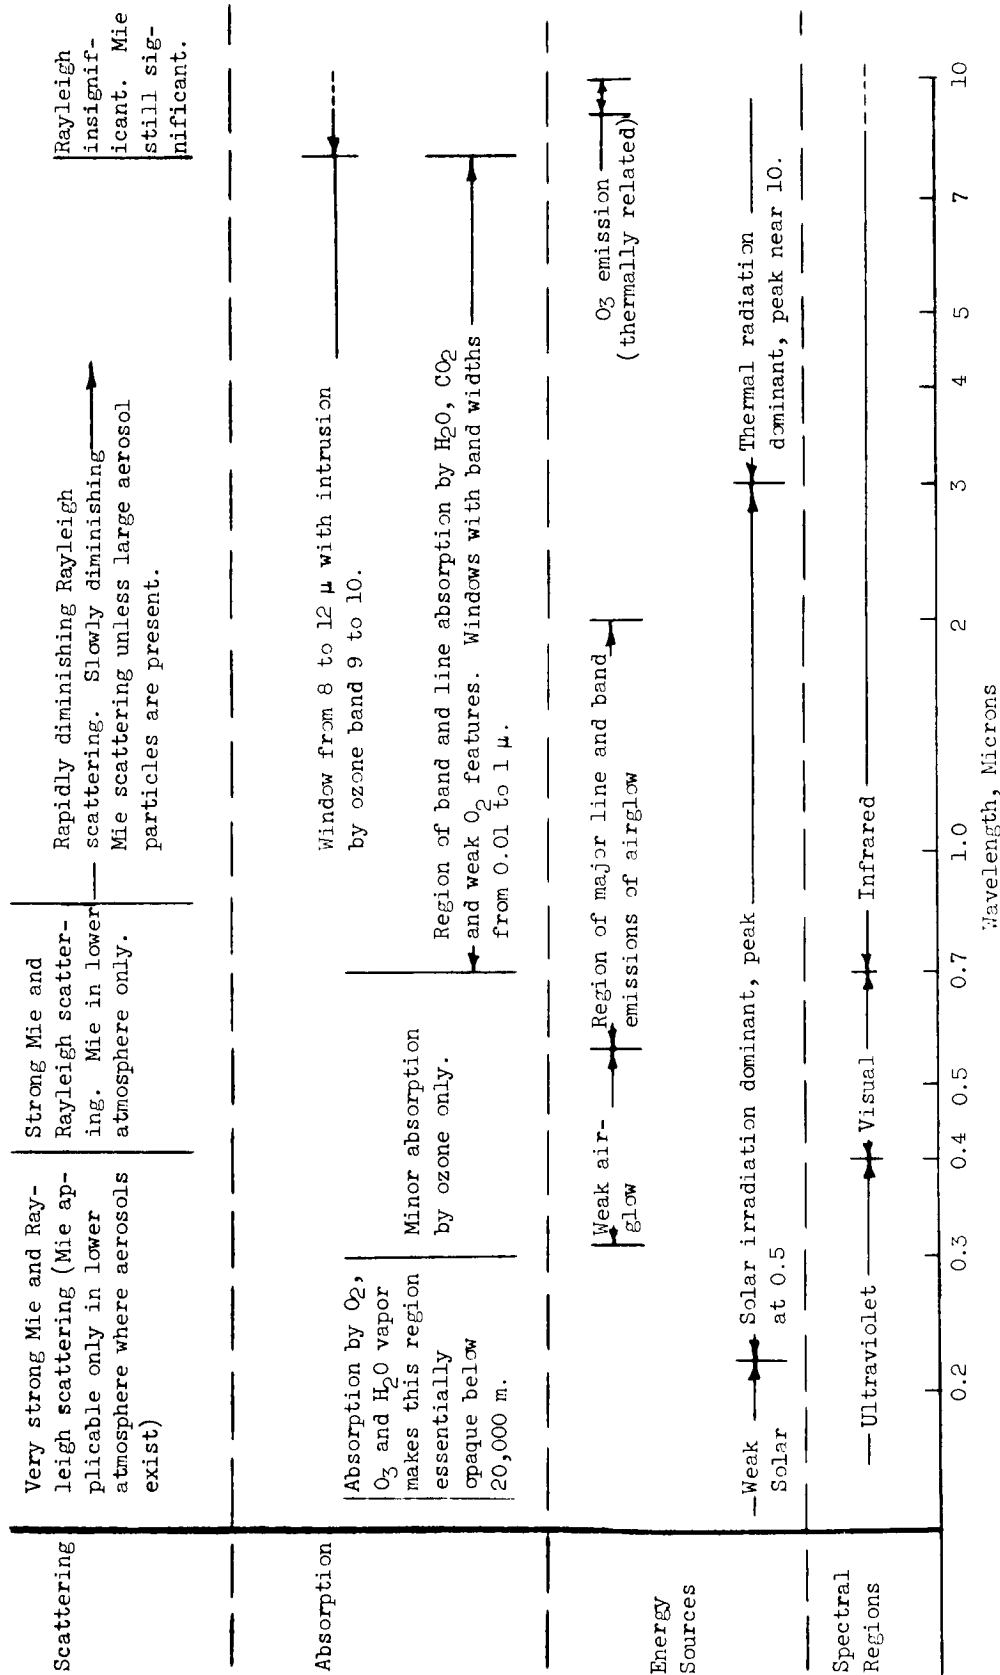 Scattering
Very strong Mie and Ray-
leigh scattering (Mie ap-
plicable only in lower
atmosphere where aerosols
exist)
Strong Mie and
Rayleigh scatter-
ing. Mie in lower
atmosphere only.
Rapidly diminishing Rayleigh
scattering. Slowly diminishing
Mie scattering unless large aerosol
particles are present.
Rayleigh
insignif-
icant. Mie
still sig-
nificant.
Absorption
Absorption by O2,
O3 and H2O vapor
makes this region
essentially
opaque below
20,000 m.
Minor absorption
by ozone only.
Window from 8 to 12 μ with intrusion
by ozone band 9 to 10.
Region of band and line absorption by H2O, CO2
and weak O2 features. Windows with band widths
from 0.01 to 1 μ.
Energy
Sources
Weak air-
glow
Region of major line and band
emissions of airglow
O3 emission
(thermally related)
Weak
Solar
Solar irradiation dominant, peak
at 0.5
Thermal radiation
dominant, peak near 10.
Spectral
Regions
Ultraviolet
Visual
Infrared
0.2 0.3 0.4 0.5 0.7 1.0 2 3 4 5 7 10
Wavelength, Microns